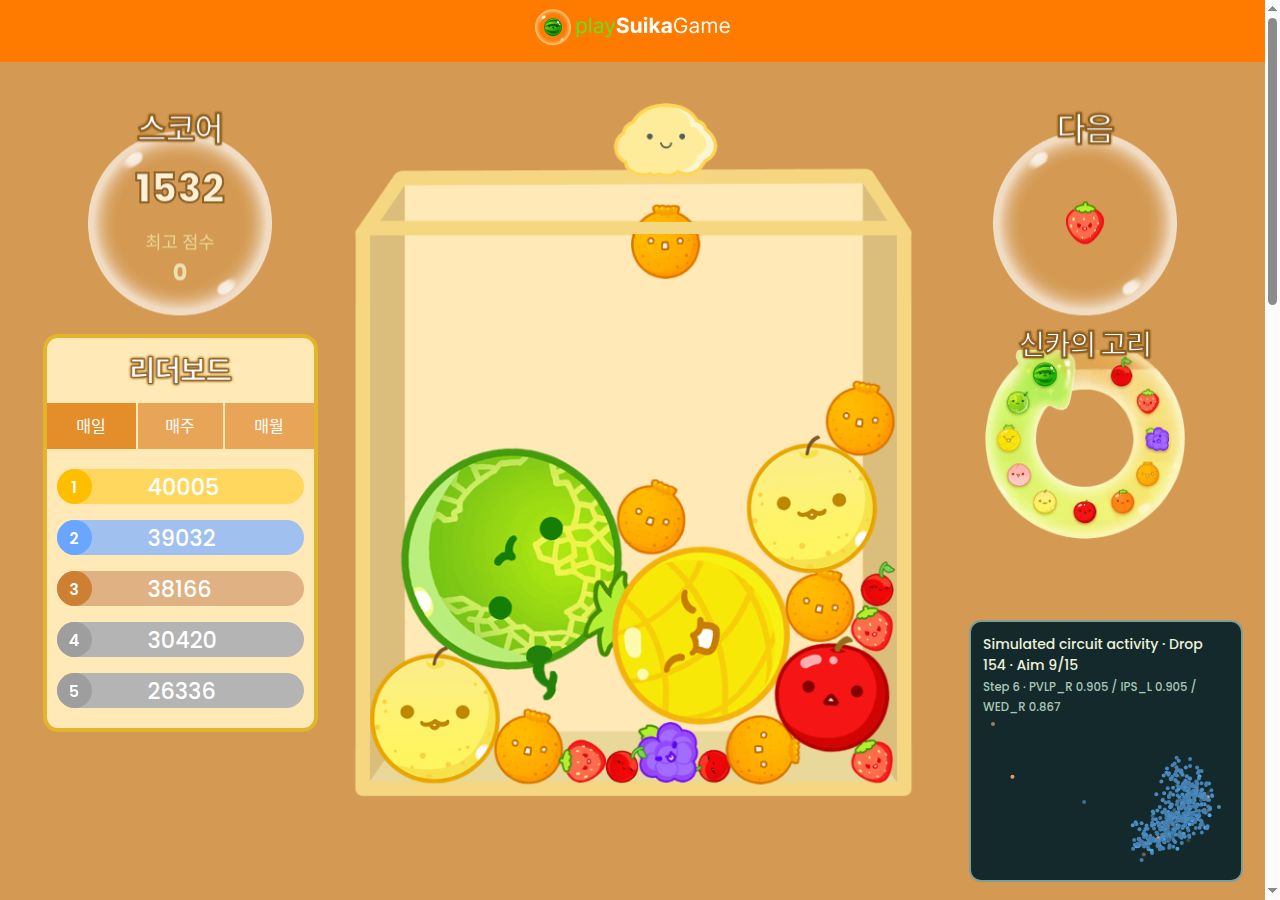 playSuikaGame
스코어
1532
최고 점수
0
다음
신카의 고리
리더보드
매일 매주 매월
1 40005
2 39032
3 38166
4 30420
5 26336
Simulated circuit activity · Drop
154 · Aim 9/15
Step 6 · PVLP_R 0.905 / IPS_L 0.905 /
WED_R 0.867